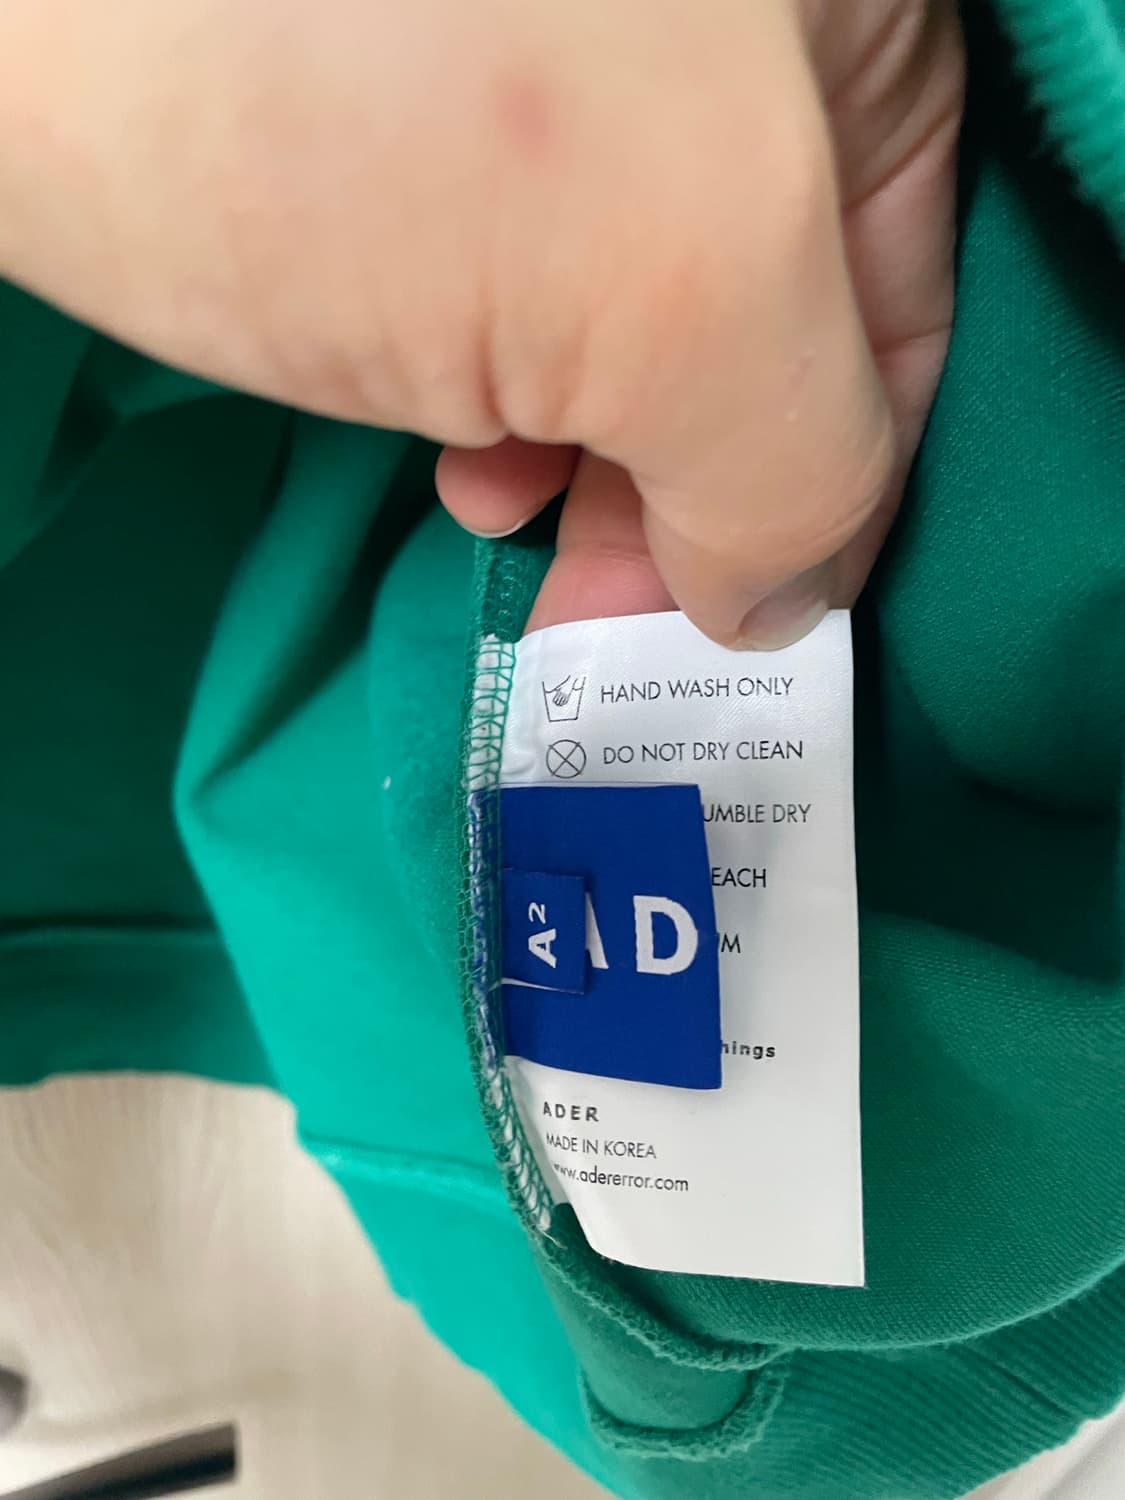 HAND WASH ONLY
DO NOT DRY CLEAN
UMBLE DRY
EACH
A2
D
M
hings
ADER
MADE IN KOREA
www.adererror.com